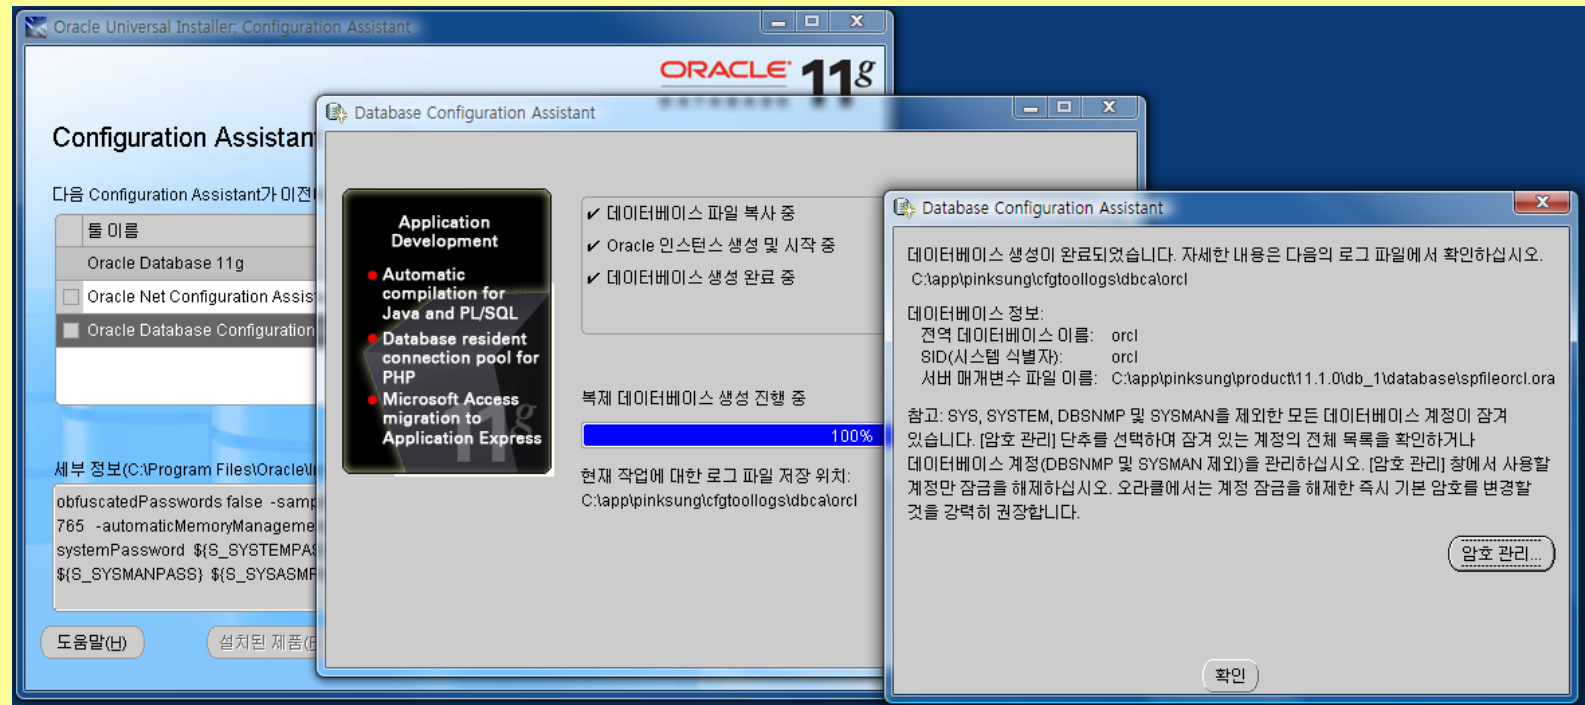 Oracle Universal Installer: Configuration Assistant
ORACLE 11g
DATABASE
Configuration Assistan
다음 Configuration Assistant가 이전
툴 이름
Oracle Database 11g
Oracle Net Configuration Assis
Oracle Database Configuration
세부 정보(C:\Program Files\Oracle\In
obfuscatedPasswords false -samp
765 -automaticMemoryManageme
systemPassword ${S_SYSTEMPAS
${S_SYSMANPASS} ${S_SYSASMP
도움말(H)
설치된 제품(P
Database Configuration Assistant
Application
Development
Automatic
compilation for
Java and PL/SQL
Database resident
connection pool for
PHP
Microsoft Access
migration to
Application Express
11g
✔ 데이터베이스 파일 복사 중
✔ Oracle 인스턴스 생성 및 시작 중
✔ 데이터베이스 생성 완료 중
복제 데이터베이스 생성 진행 중
100%
현재 작업에 대한 로그 파일 저장 위치:
C:\app\pinksung\cfgtoollogs\dbca\orcl
Database Configuration Assistant
데이터베이스 생성이 완료되었습니다. 자세한 내용은 다음의 로그 파일에서 확인하십시오.
C:\app\pinksung\cfgtoollogs\dbca\orcl
데이터베이스 정보:
전역 데이터베이스 이름: orcl
SID(시스템 식별자): orcl
서버 매개변수 파일 이름: C:\app\pinksung\product\11.1.0\db_1\database\spfileorcl.ora
참고: SYS, SYSTEM, DBSNMP 및 SYSMAN을 제외한 모든 데이터베이스 계정이 잠겨
있습니다. [암호 관리] 단추를 선택하여 잠겨 있는 계정의 전체 목록을 확인하거나
데이터베이스 계정(DBSNMP 및 SYSMAN 제외)을 관리하십시오. [암호 관리] 창에서 사용할
계정만 잠금을 해제하십시오. 오라클에서는 계정 잠금을 해제한 즉시 기본 암호를 변경할
것을 강력히 권장합니다.
암호 관리...
확인